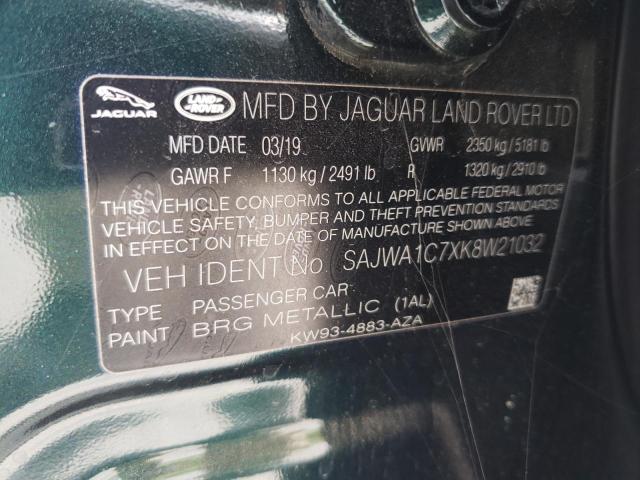 JAGUAR LAND ROVER MFD BY JAGUAR LAND ROVER LTD
MFD DATE 03/19 GVWR 2350 kg / 5181 lb
GAWR F 1130 kg / 2491 lb R 1320 kg / 2910 lb
THIS VEHICLE CONFORMS TO ALL APPLICABLE FEDERAL MOTOR
VEHICLE SAFETY, BUMPER AND THEFT PREVENTION STANDARDS
IN EFFECT ON THE DATE OF MANUFACTURE SHOWN ABOVE.
VEH IDENT No. SAJWA1C7XK8W21032
TYPE PASSENGER CAR
PAINT BRG METALLIC (1AL)
KW93-4883-AZA